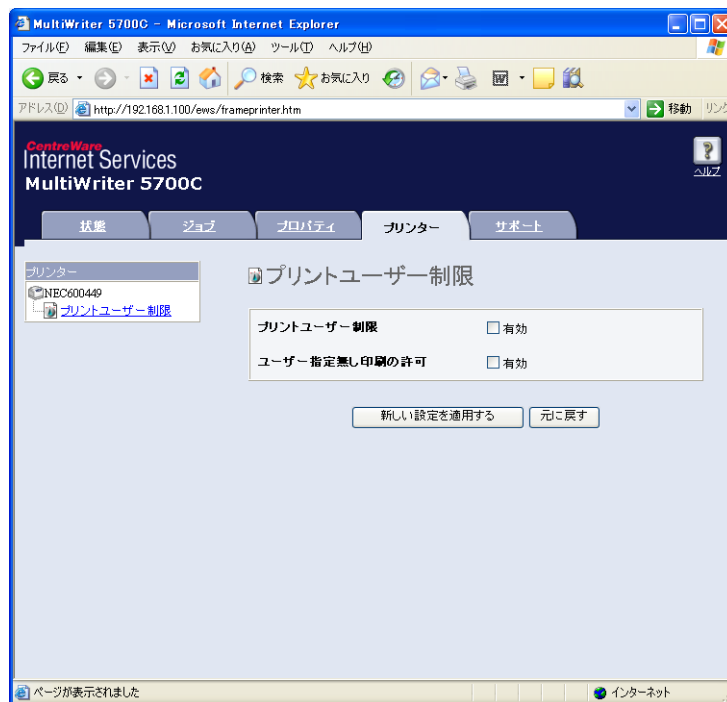 MultiWriter 5700C - Microsoft Internet Explorer
ファイル(F) 編集(E) 表示(V) お気に入り(A) ツール(T) ヘルプ(H)
戻る 検索 お気に入り
アドレス(D) http://192.168.1.100/ews/frameprinter.htm 移動 リンク
CentreWare
Internet Services
MultiWriter 5700C
ヘルプ
状態 ジョブ プロパティ プリンター サポート
プリンター
NEC600449
プリントユーザー制限
プリントユーザー制限
プリントユーザー制限 有効
ユーザー指定無し印刷の許可 有効
新しい設定を適用する 元に戻す
ページが表示されました インターネット